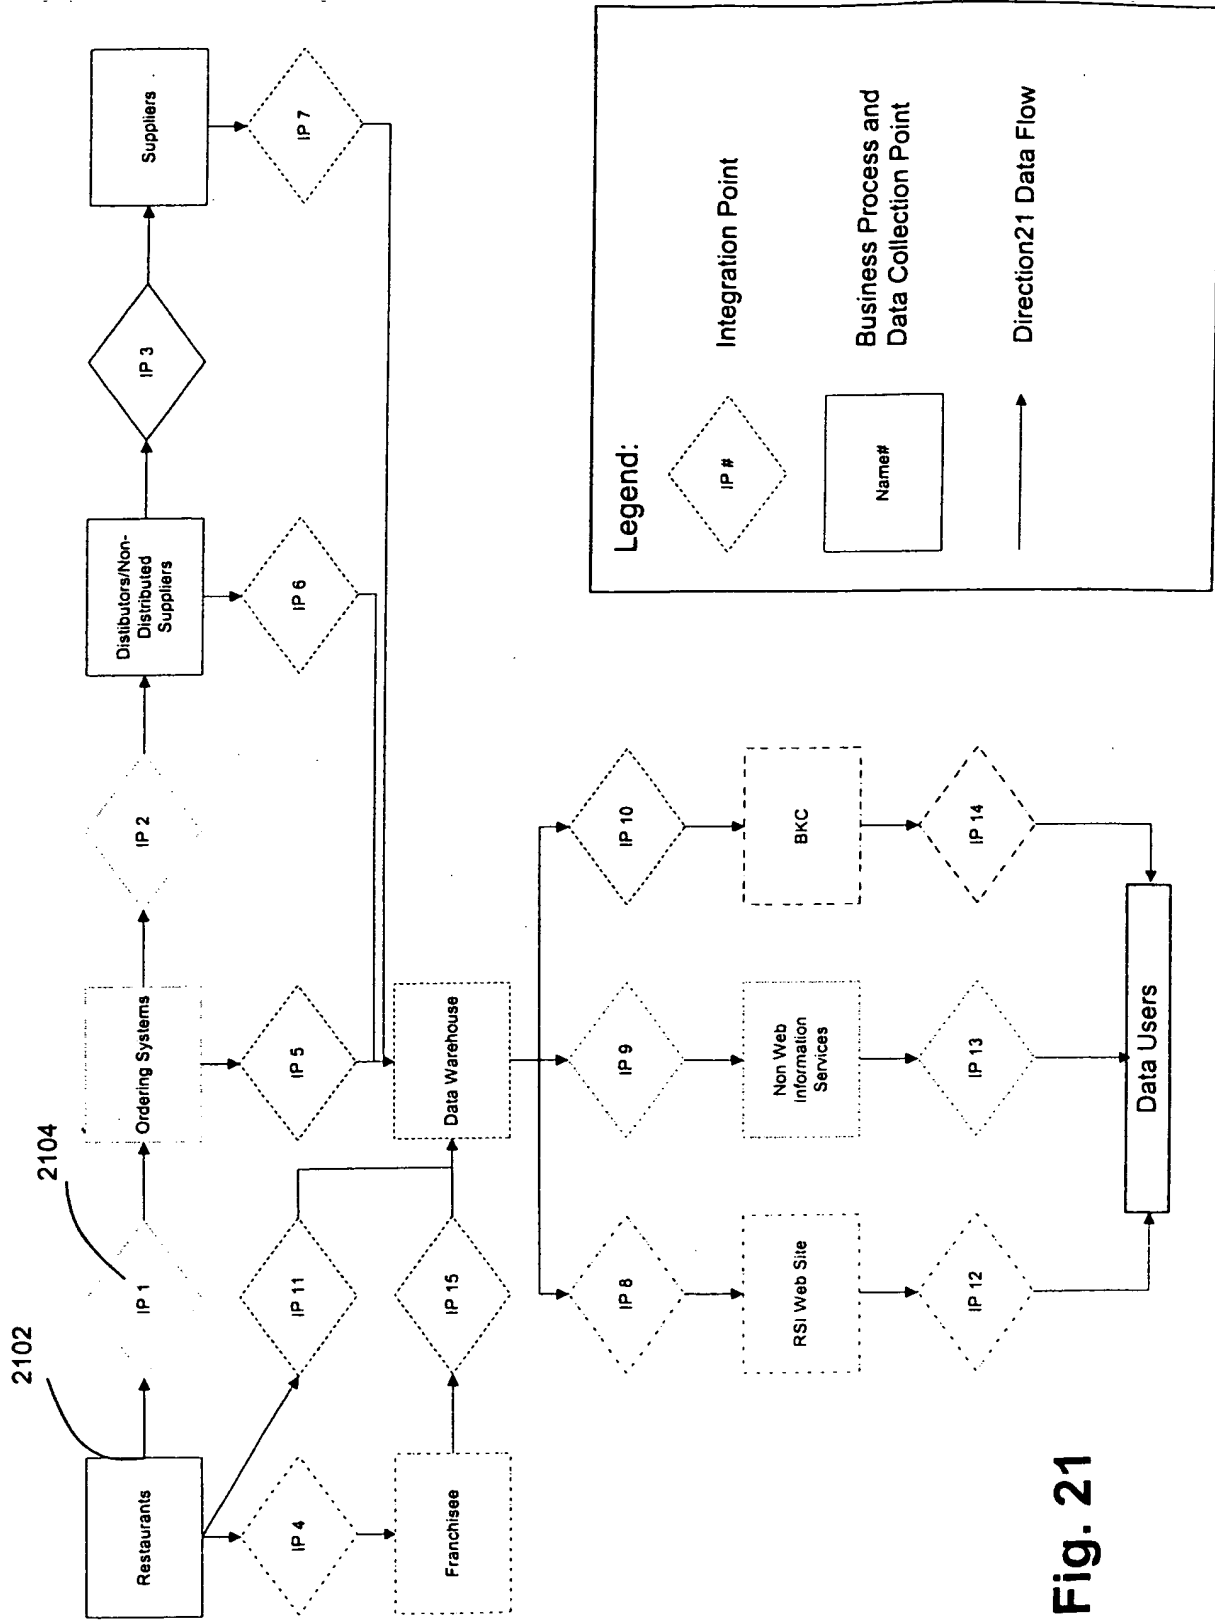 2102
2104
Restaurants
IP 1
Ordering Systems
IP 2
Distibutors/Non-
Distributed
Suppliers
IP 3
Suppliers
IP 4
IP 11
IP 5
IP 6
IP 7
Franchisee
IP 15
Data Warehouse
IP 8
IP 9
IP 10
RSI Web Site
Non Web
Information
Services
BKC
IP 12
IP 13
IP 14
Data Users
Legend:
IP #
Integration Point
Name#
Business Process and
Data Collection Point
Direction21 Data Flow
Fig. 21